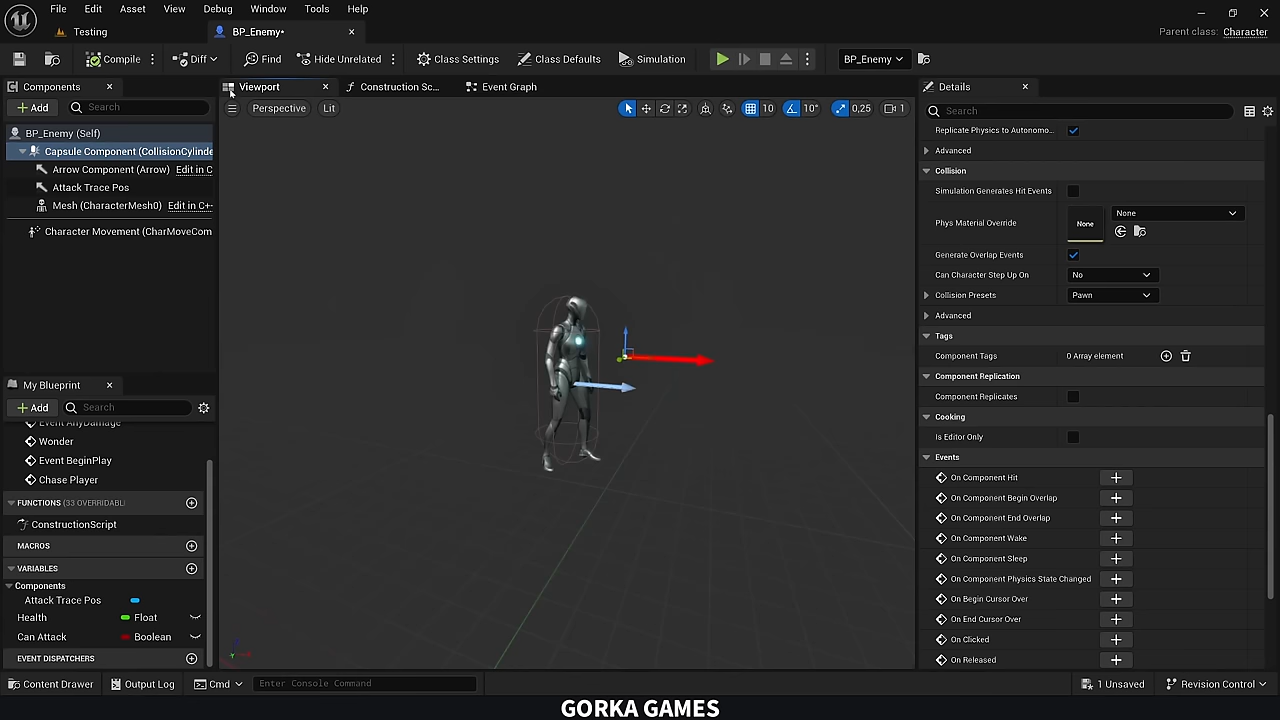 File Edit Asset View Debug Window Tools Help
Testing BP_Enemy* Parent class: Character
Compile Diff Find Hide Unrelated Class Settings Class Defaults Simulation BP_Enemy
Components Viewport Construction Sc... Event Graph Details
Add Search Perspective Lit 10 10° 0,25 1 Search
BP_Enemy (Self) Replicate Physics to Autonomo...
Capsule Component (CollisionCylinde Advanced
Arrow Component (Arrow) Edit in C Collision
Attack Trace Pos Simulation Generates Hit Events
Mesh (CharacterMesh0) Edit in C++ None
Phys Material Override None
Character Movement (CharMoveCom
Generate Overlap Events
Can Character Step Up On No
Collision Presets Pawn
Advanced
Tags
Component Tags 0 Array element
Component Replication
My Blueprint
Component Replicates
Add Search
Cooking
Event AnyDamage
Is Editor Only
Wonder
Events
Event BeginPlay
Chase Player On Component Hit
On Component Begin Overlap
FUNCTIONS (33 OVERRIDABL
On Component End Overlap
ConstructionScript
On Component Wake
MACROS
On Component Sleep
VARIABLES On Component Physics State Changed
Components
Attack Trace Pos On Begin Cursor Over
Health Float On End Cursor Over
Can Attack Boolean On Clicked
EVENT DISPATCHERS On Released
Content Drawer Output Log Cmd Enter Console Command 1 Unsaved Revision Control
GORKA GAMES